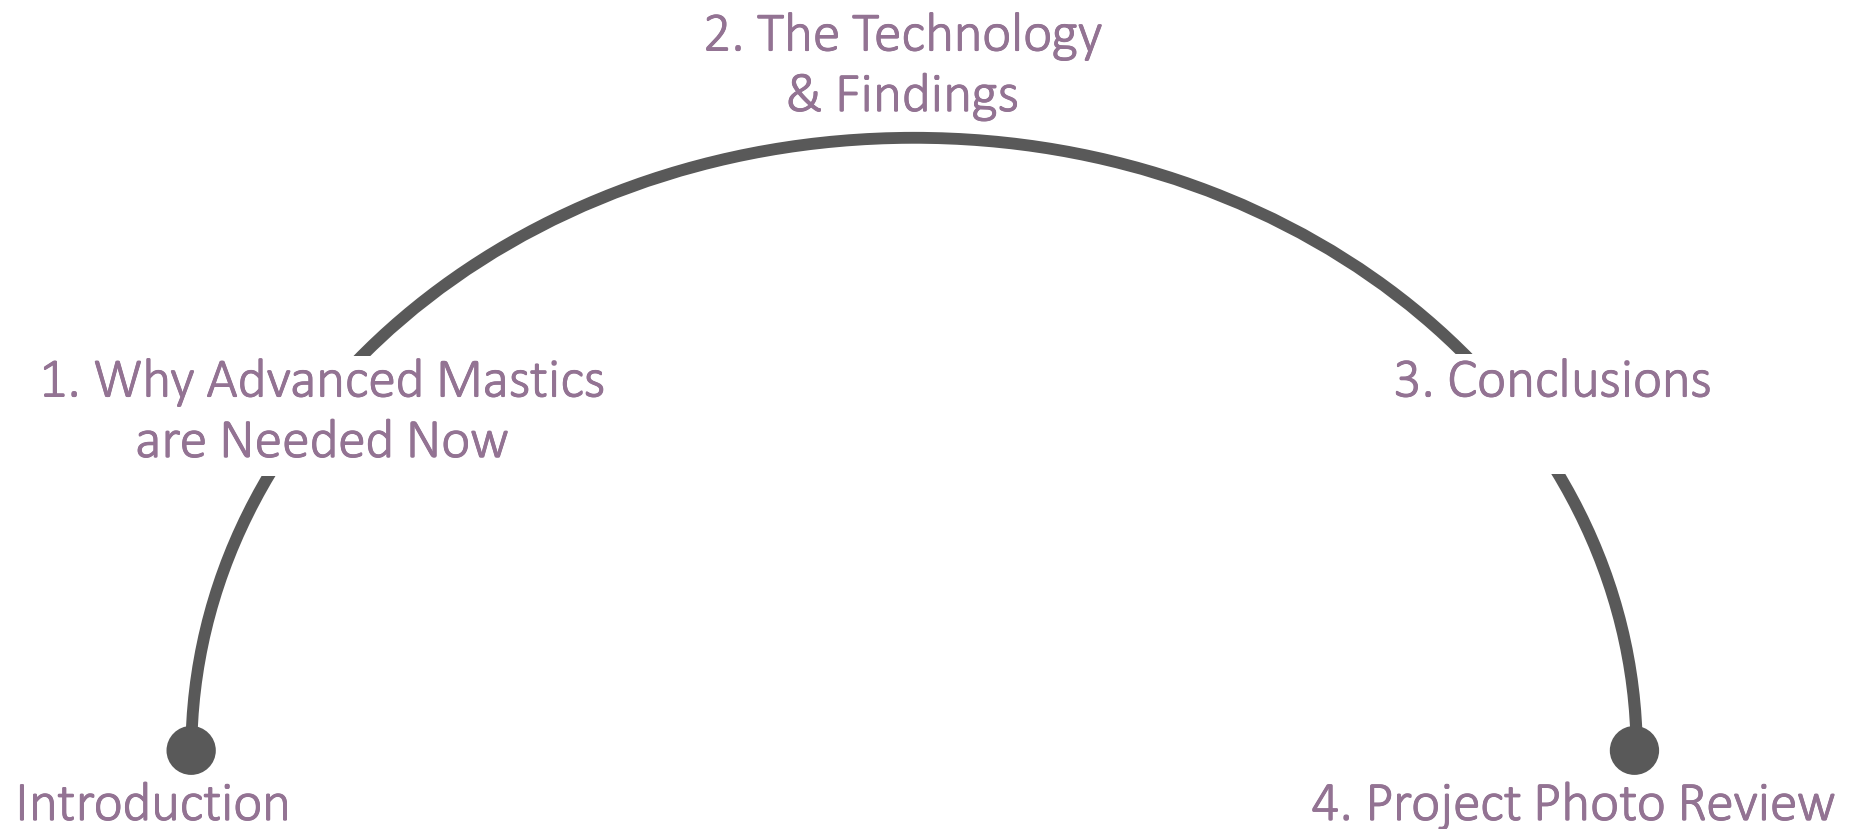 2. The Technology
& Findings
1. Why Advanced Mastics
are Needed Now
3. Conclusions
Introduction
4. Project Photo Review